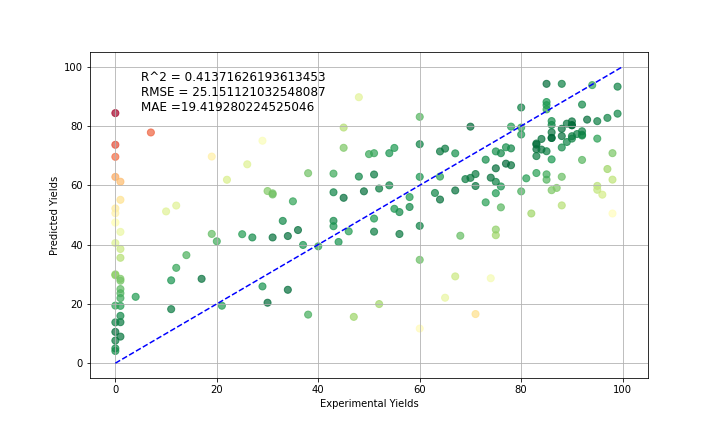 R^2 = 0.41371626193613453
RMSE = 25.151121032548087
MAE =19.419280224525046
100
80
60
40
20
0
Predicted Yields
0
20
40
60
80
100
Experimental Yields